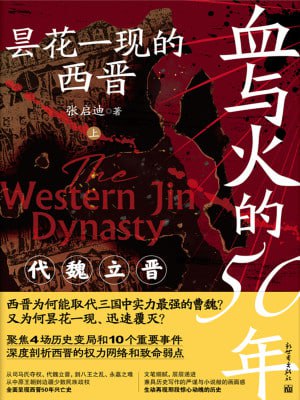 昙花一现的
西晋
张启迪 著
上
血与火的50年
The
Western Jin
Dynasty
代魏立晋
西晋为何能取代三国中实力最强的曹魏？
又为何昙花一现、迅速覆灭？
聚焦4场历史变局和10个重要事件
深度剖析西晋的权力网络和致命弱点
从司马氏夺权、代魏立晋，到八王之乱、永嘉之难
从中原王朝到边疆少数民族政权
全景展现西晋50年兴亡史
文笔细腻，层层递进
兼具历史写作的严谨与小说般的画面感
生动再现那段惊心动魄的历史
新世界出版社